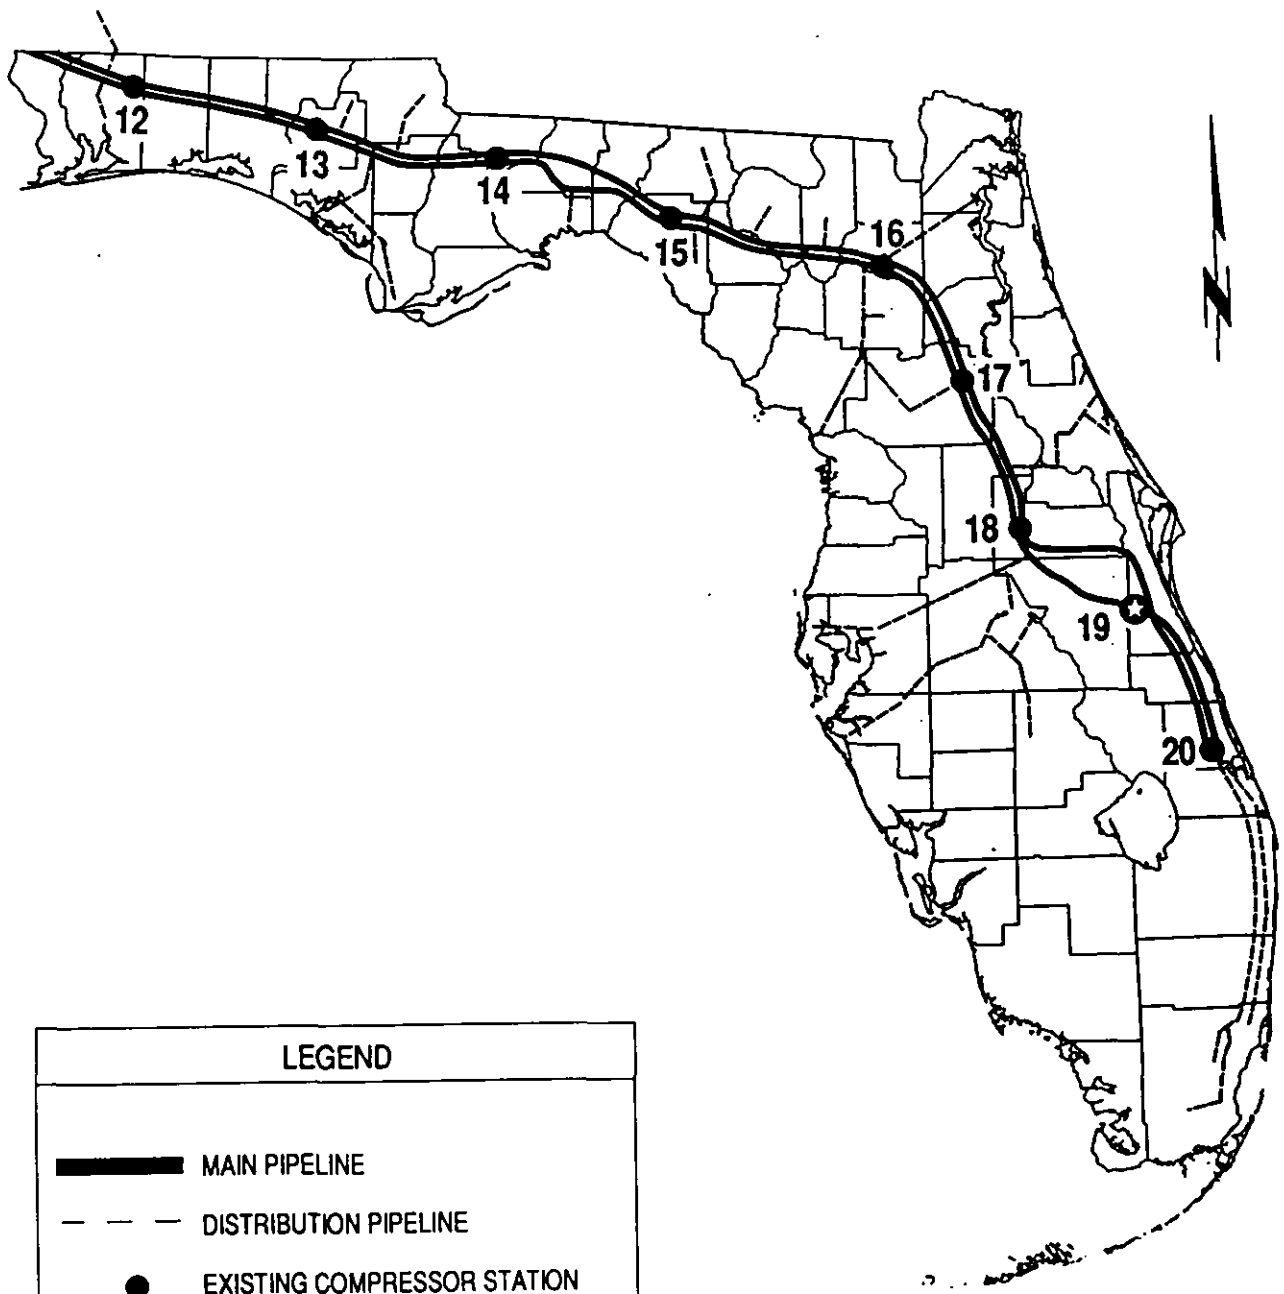 12
13
14
15
16
17
18
19
20
N
LEGEND
MAIN PIPELINE
DISTRIBUTION PIPELINE
EXISTING COMPRESSOR STATION